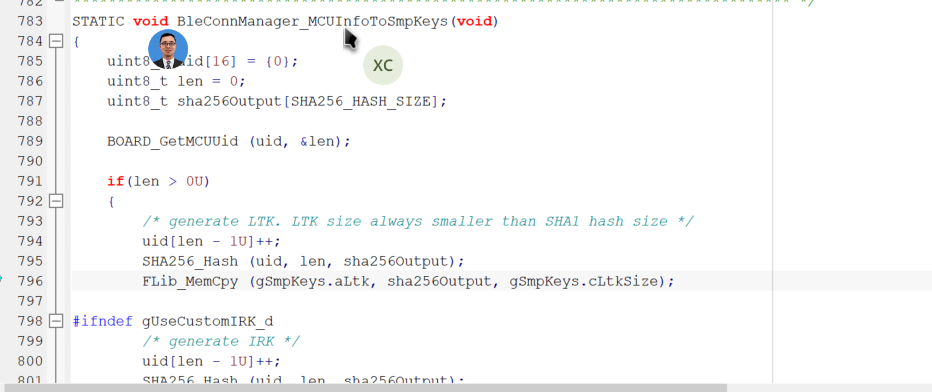 782 *************************************************************************************** */
783 STATIC void BleConnManager_MCUInfoToSmpKeys(void)
784 {
785 uint8_ id[16] = {0};
XC
786 uint8_t len = 0;
787 uint8_t sha256Output[SHA256_HASH_SIZE];
788
789 BOARD_GetMCUUid (uid, &len);
790
791 if(len > 0U)
792 {
793 /* generate LTK. LTK size always smaller than SHA1 hash size */
794 uid[len - 1U]++;
795 SHA256_Hash (uid, len, sha256Output);
796 FLib_MemCpy (gSmpKeys.aLtk, sha256Output, gSmpKeys.cLtkSize);
797
798 #ifndef gUseCustomIRK_d
799 /* generate IRK */
800 uid[len - 1U]++;
801 SHA256_Hash (uid, len, sha256Output);